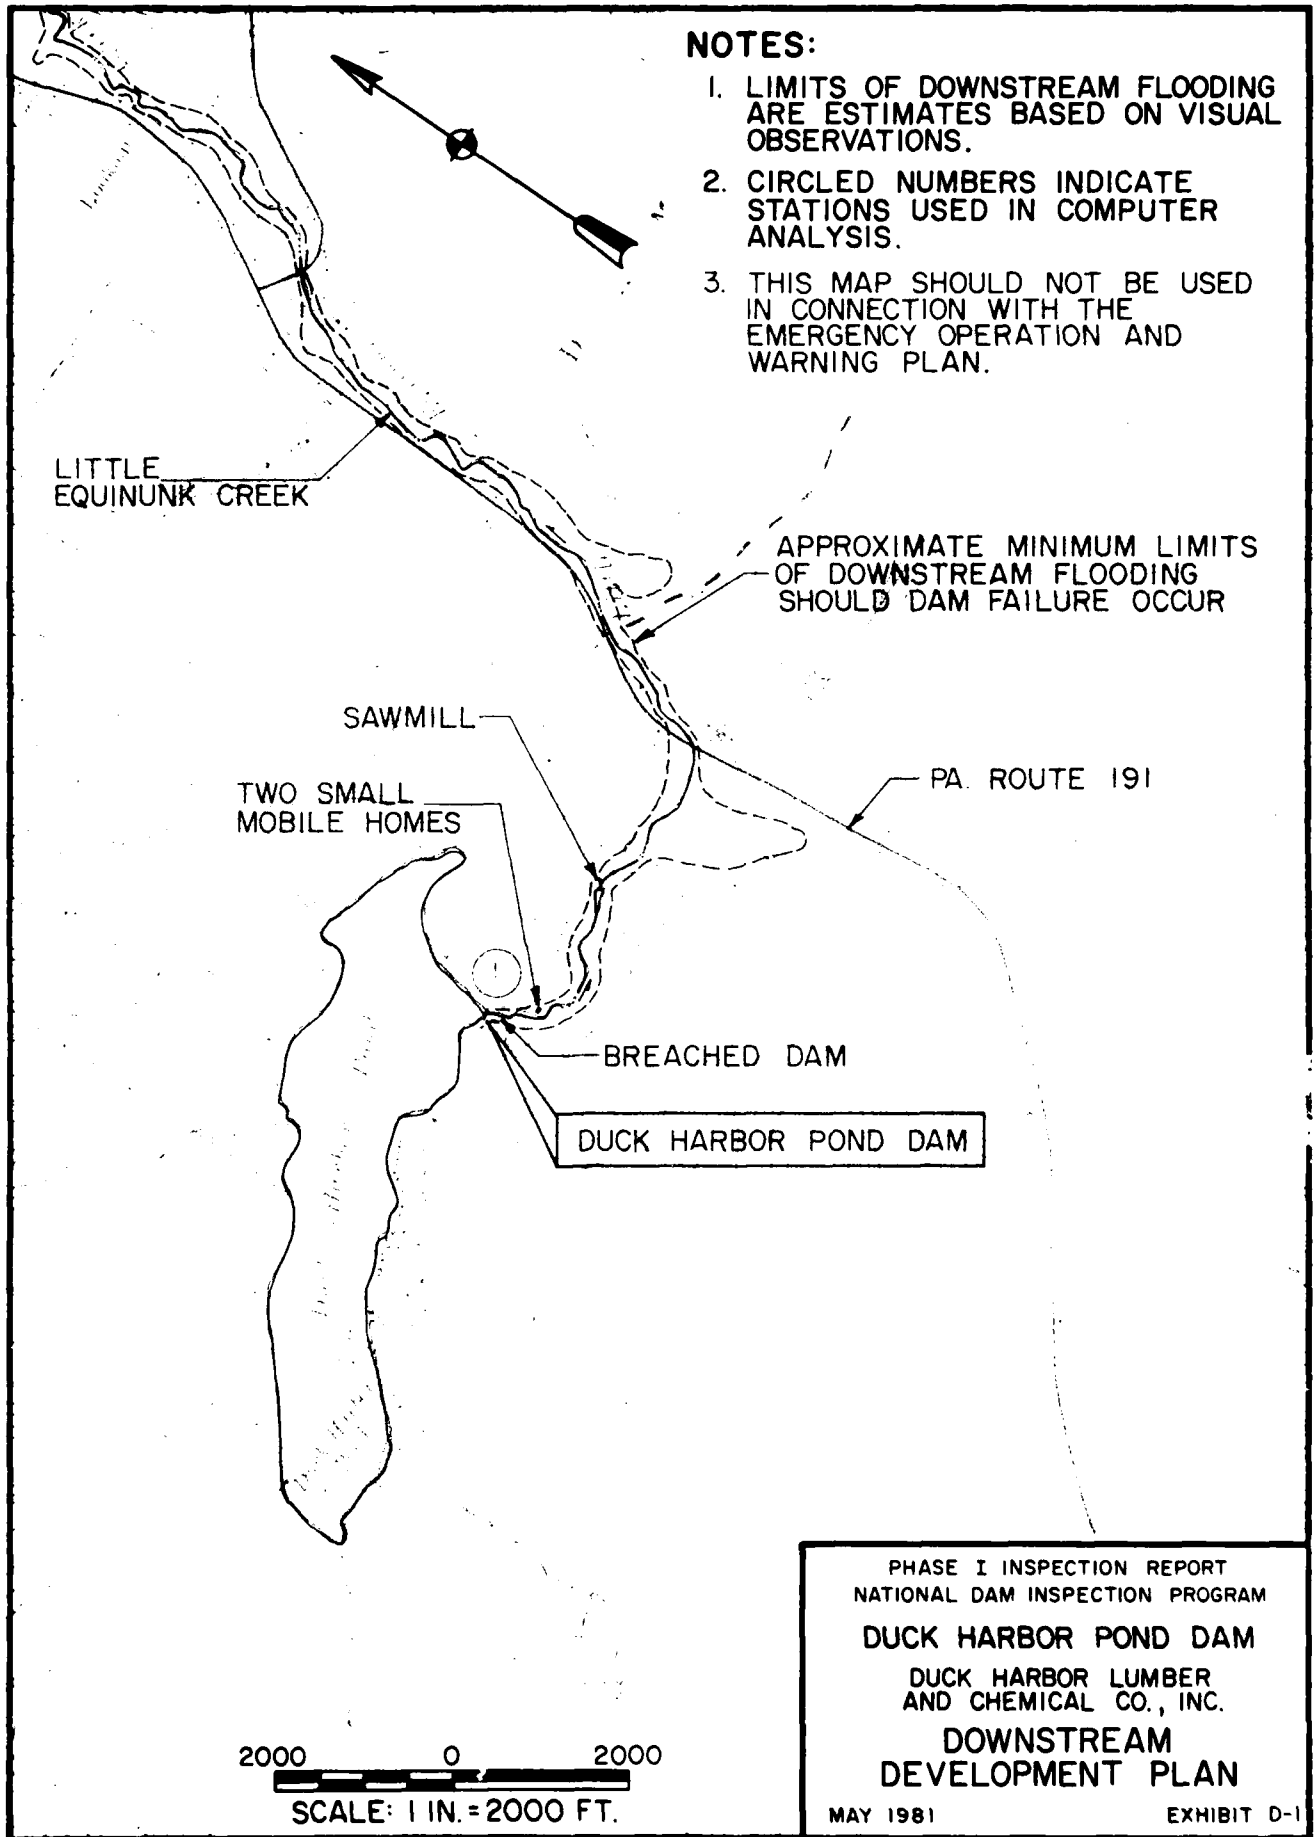 NOTES:
1. LIMITS OF DOWNSTREAM FLOODING
ARE ESTIMATES BASED ON VISUAL
OBSERVATIONS.
2. CIRCLED NUMBERS INDICATE
STATIONS USED IN COMPUTER
ANALYSIS.
3. THIS MAP SHOULD NOT BE USED
IN CONNECTION WITH THE
EMERGENCY OPERATION AND
WARNING PLAN.
LITTLE
EQUINUNK CREEK
APPROXIMATE MINIMUM LIMITS
OF DOWNSTREAM FLOODING
SHOULD DAM FAILURE OCCUR
SAWMILL
TWO SMALL
MOBILE HOMES
PA. ROUTE 191
1
BREACHED DAM
DUCK HARBOR POND DAM
2000 0 2000
SCALE: 1 IN. = 2000 FT.
PHASE I INSPECTION REPORT
NATIONAL DAM INSPECTION PROGRAM
DUCK HARBOR POND DAM
DUCK HARBOR LUMBER
AND CHEMICAL CO., INC.
DOWNSTREAM
DEVELOPMENT PLAN
MAY 1981 EXHIBIT D-1